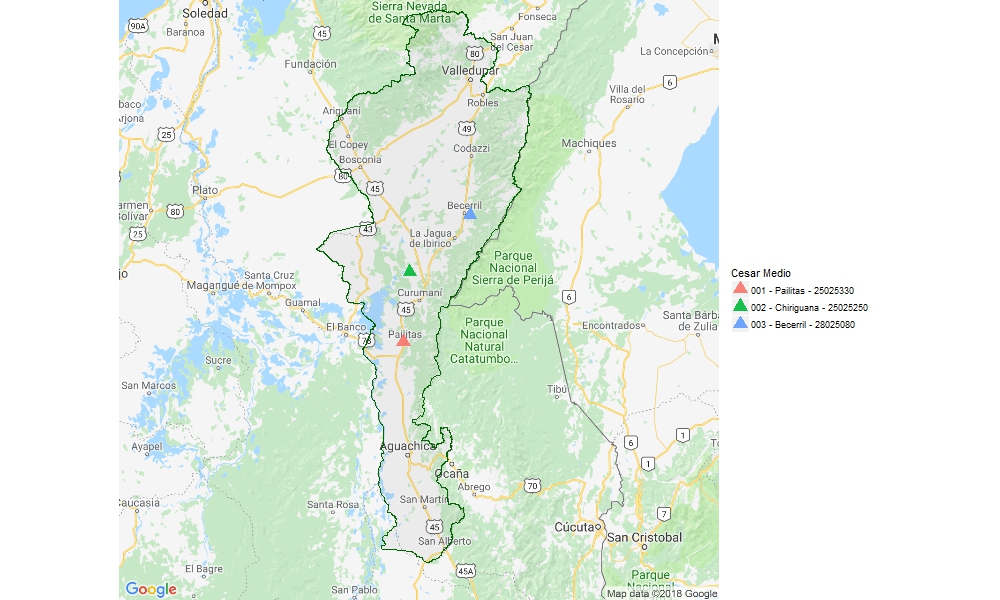 Sierra Nevada
de Santa Marta
Soledad
90A
Baranoa
45
Fonseca
San Juan
del Cesar
80
Fundación
Valledupar
La Concepción
6
Villa del
Rosario
Robles
baco
Arjona
Ariguaní
25
49
El Copey
Codazzi
Machiques
Bosconia
80
45
Plato
armen
Bolívar
80
Becerril
25
43
La Jagua
de Ibirico
Parque
Nacional
Sierra de Perijá
jo
Santa Cruz
Magangué de Mompox
Curumaní
6
Guamal
45
El Banco
78
Pailitas
Parque
Nacional
Natural
Catatumbo...
Encontrados
Santa Bárba
de Zulia
Sucre
San Marcos
Tibú
Ayapel
Aguachica
6
1
1
To
Ocaña
Abrego
70
Caucasia
Santa Rosa
San Martín
7
45
Cúcuta
San Cristobal
San Alberto
El Bagre
45A
Parque
Nacional
San Pablo
Google
Map data ©2018 Google
Cesar Medio
001 - Pailitas - 25025330
002 - Chiriguana - 25025250
003 - Becerril - 28025080